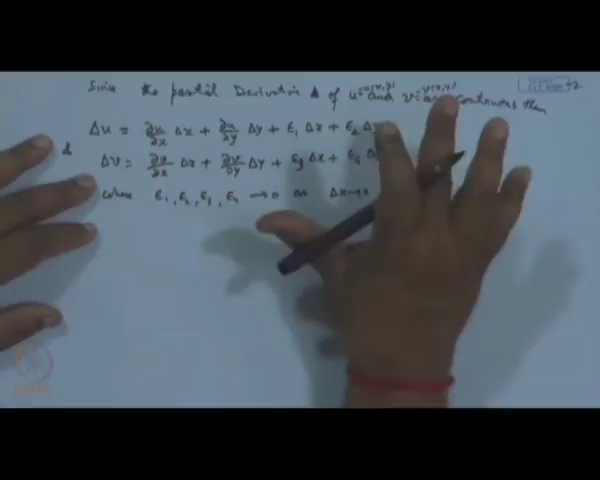 Since the partial Derivative s of u=u(x,y) and v=v(x,y) are continuous then
Δu = ∂u/∂x Δx + ∂u/∂y Δy + ε₁ Δx + ε₂
& Δv = ∂v/∂x Δx + ∂v/∂y Δy + ε₃ Δx + ε₄
where ε₁, ε₂, ε₃, ε₄ → 0 as Δx →